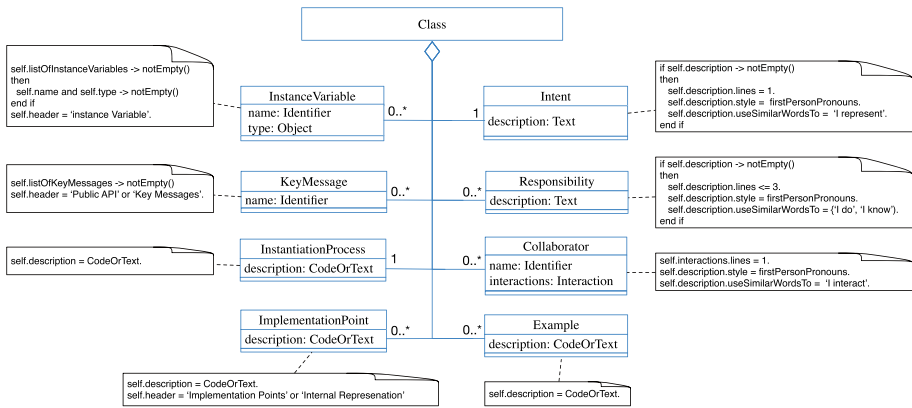 Class
self.listOfInstanceVariables -> notEmpty()
then
self.name and self.type -> notEmpty()
end if
self.header = 'instance Variable'.
InstanceVariable
name: Identifier
type: Object
0..*
1
Intent
description: Text
if self.description -> notEmpty()
then
self.description.lines = 1.
self.description.style = firstPersonPronouns.
self.description.useSimilarWordsTo = 'I represent'.
end if
self.listOfKeyMessages -> notEmpty()
self.header = 'Public API' or 'Key Messages'.
KeyMessage
name: Identifier
0..*
0..*
Responsibility
description: Text
if self.description -> notEmpty()
then
self.description.lines <= 3.
self.description.style = firstPersonPronouns.
self.description.useSimilarWordsTo = {'I do', 'I know'}.
end if
self.description = CodeOrText.
InstantiationProcess
description: CodeOrText
1
0..*
Collaborator
name: Identifier
interactions: Interaction
self.interactions.lines = 1.
self.description.style = firstPersonPronouns.
self.description.useSimilarWordsTo = 'I interact'.
ImplementationPoint
description: CodeOrText
0..*
0..*
Example
description: CodeOrText
self.description = CodeOrText.
self.header = 'Implementation Points' or 'Internal Represenation'
self.description = CodeOrText.